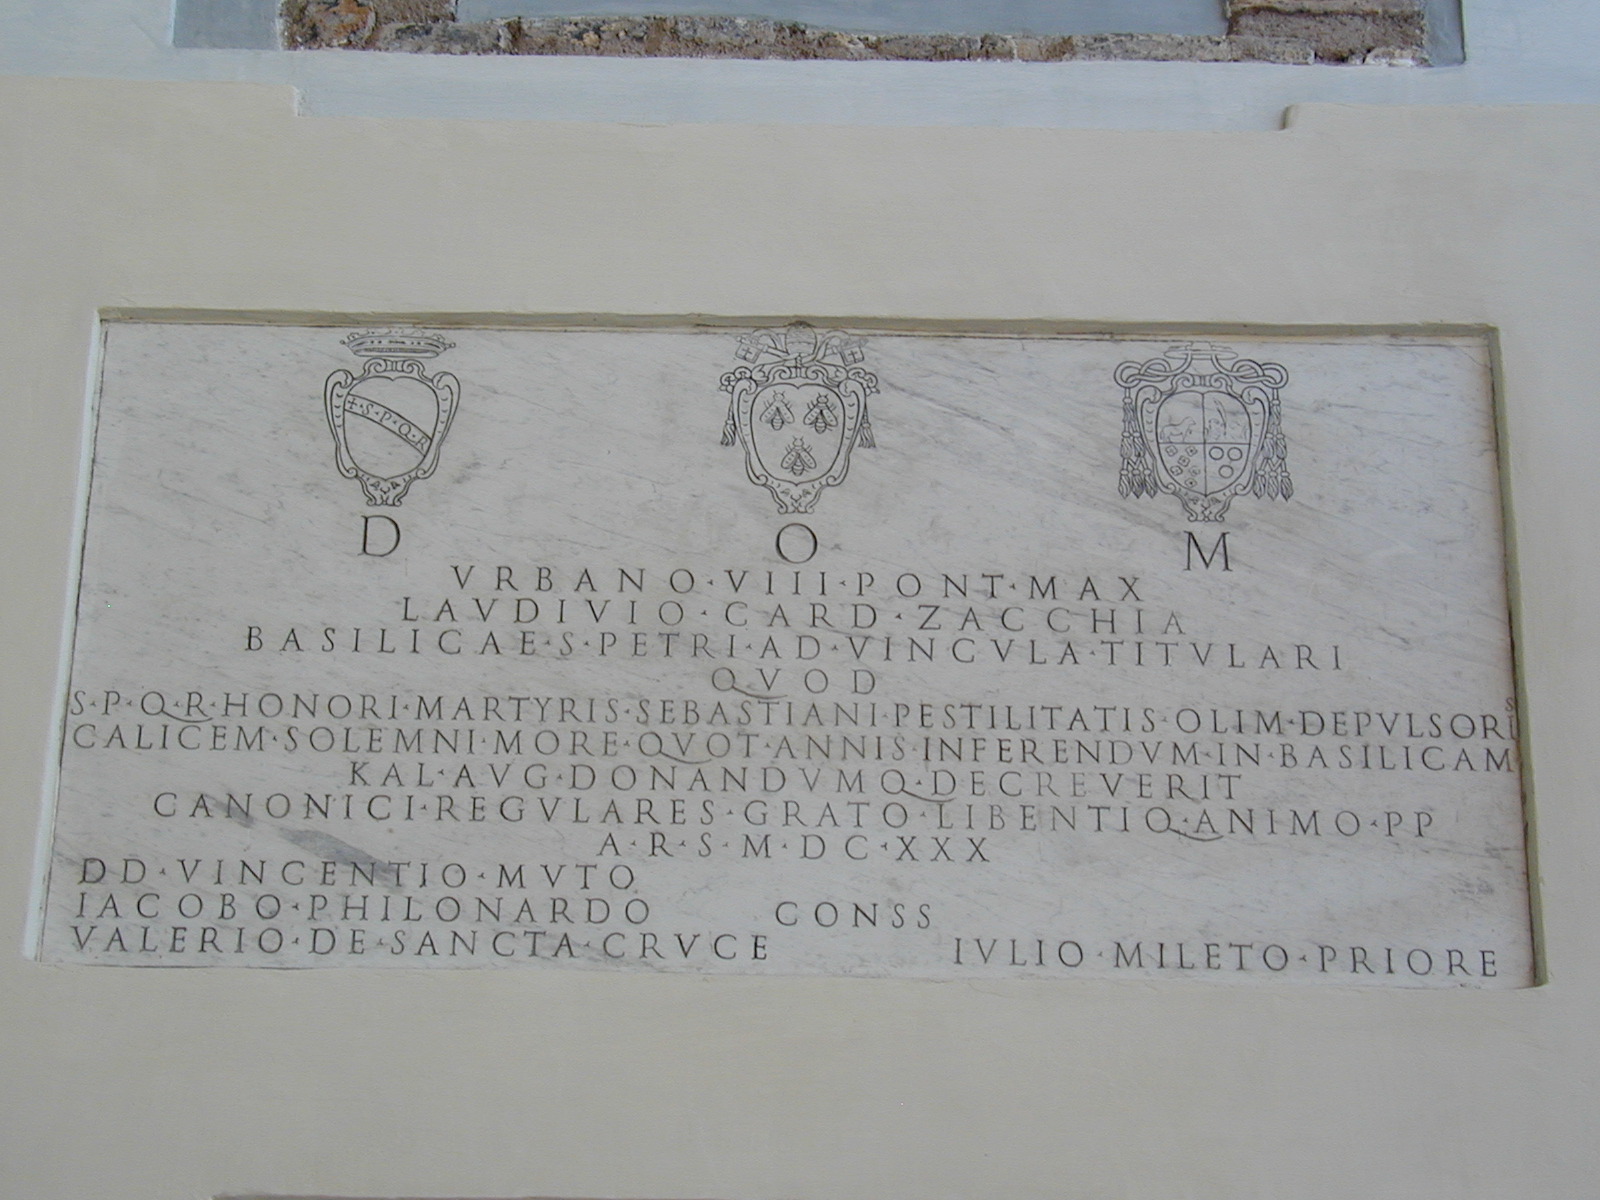 +·S·P·Q·R
D O M
VRBANO·VIII·PONT·MAX
LAVDIVIO·CARD·ZACCHIA
BASILICAE·S·PETRI·AD·VINCVLA·TITVLARI
QVOD
S·P·Q·R·HONORI·MARTYRIS·SEBASTIANI·PESTILITATIS·OLIM·DEPVLSORIS
CALICEM·SOLEMNI·MORE·QVOT·ANNIS·INFERENDVM·IN·BASILICAM
KAL·AVG·DONANDVMQ·DECREVERIT
CANONICI·REGVLARES·GRATO·LIBENTIQ·ANIMO·PP
A·R·S·M·DC·XXX
DD·VINCENTIO·MVTO
IACOBO·PHILONARDO CONSS
VALERIO·DE·SANCTA·CRVCE IVLIO·MILETO·PRIORE